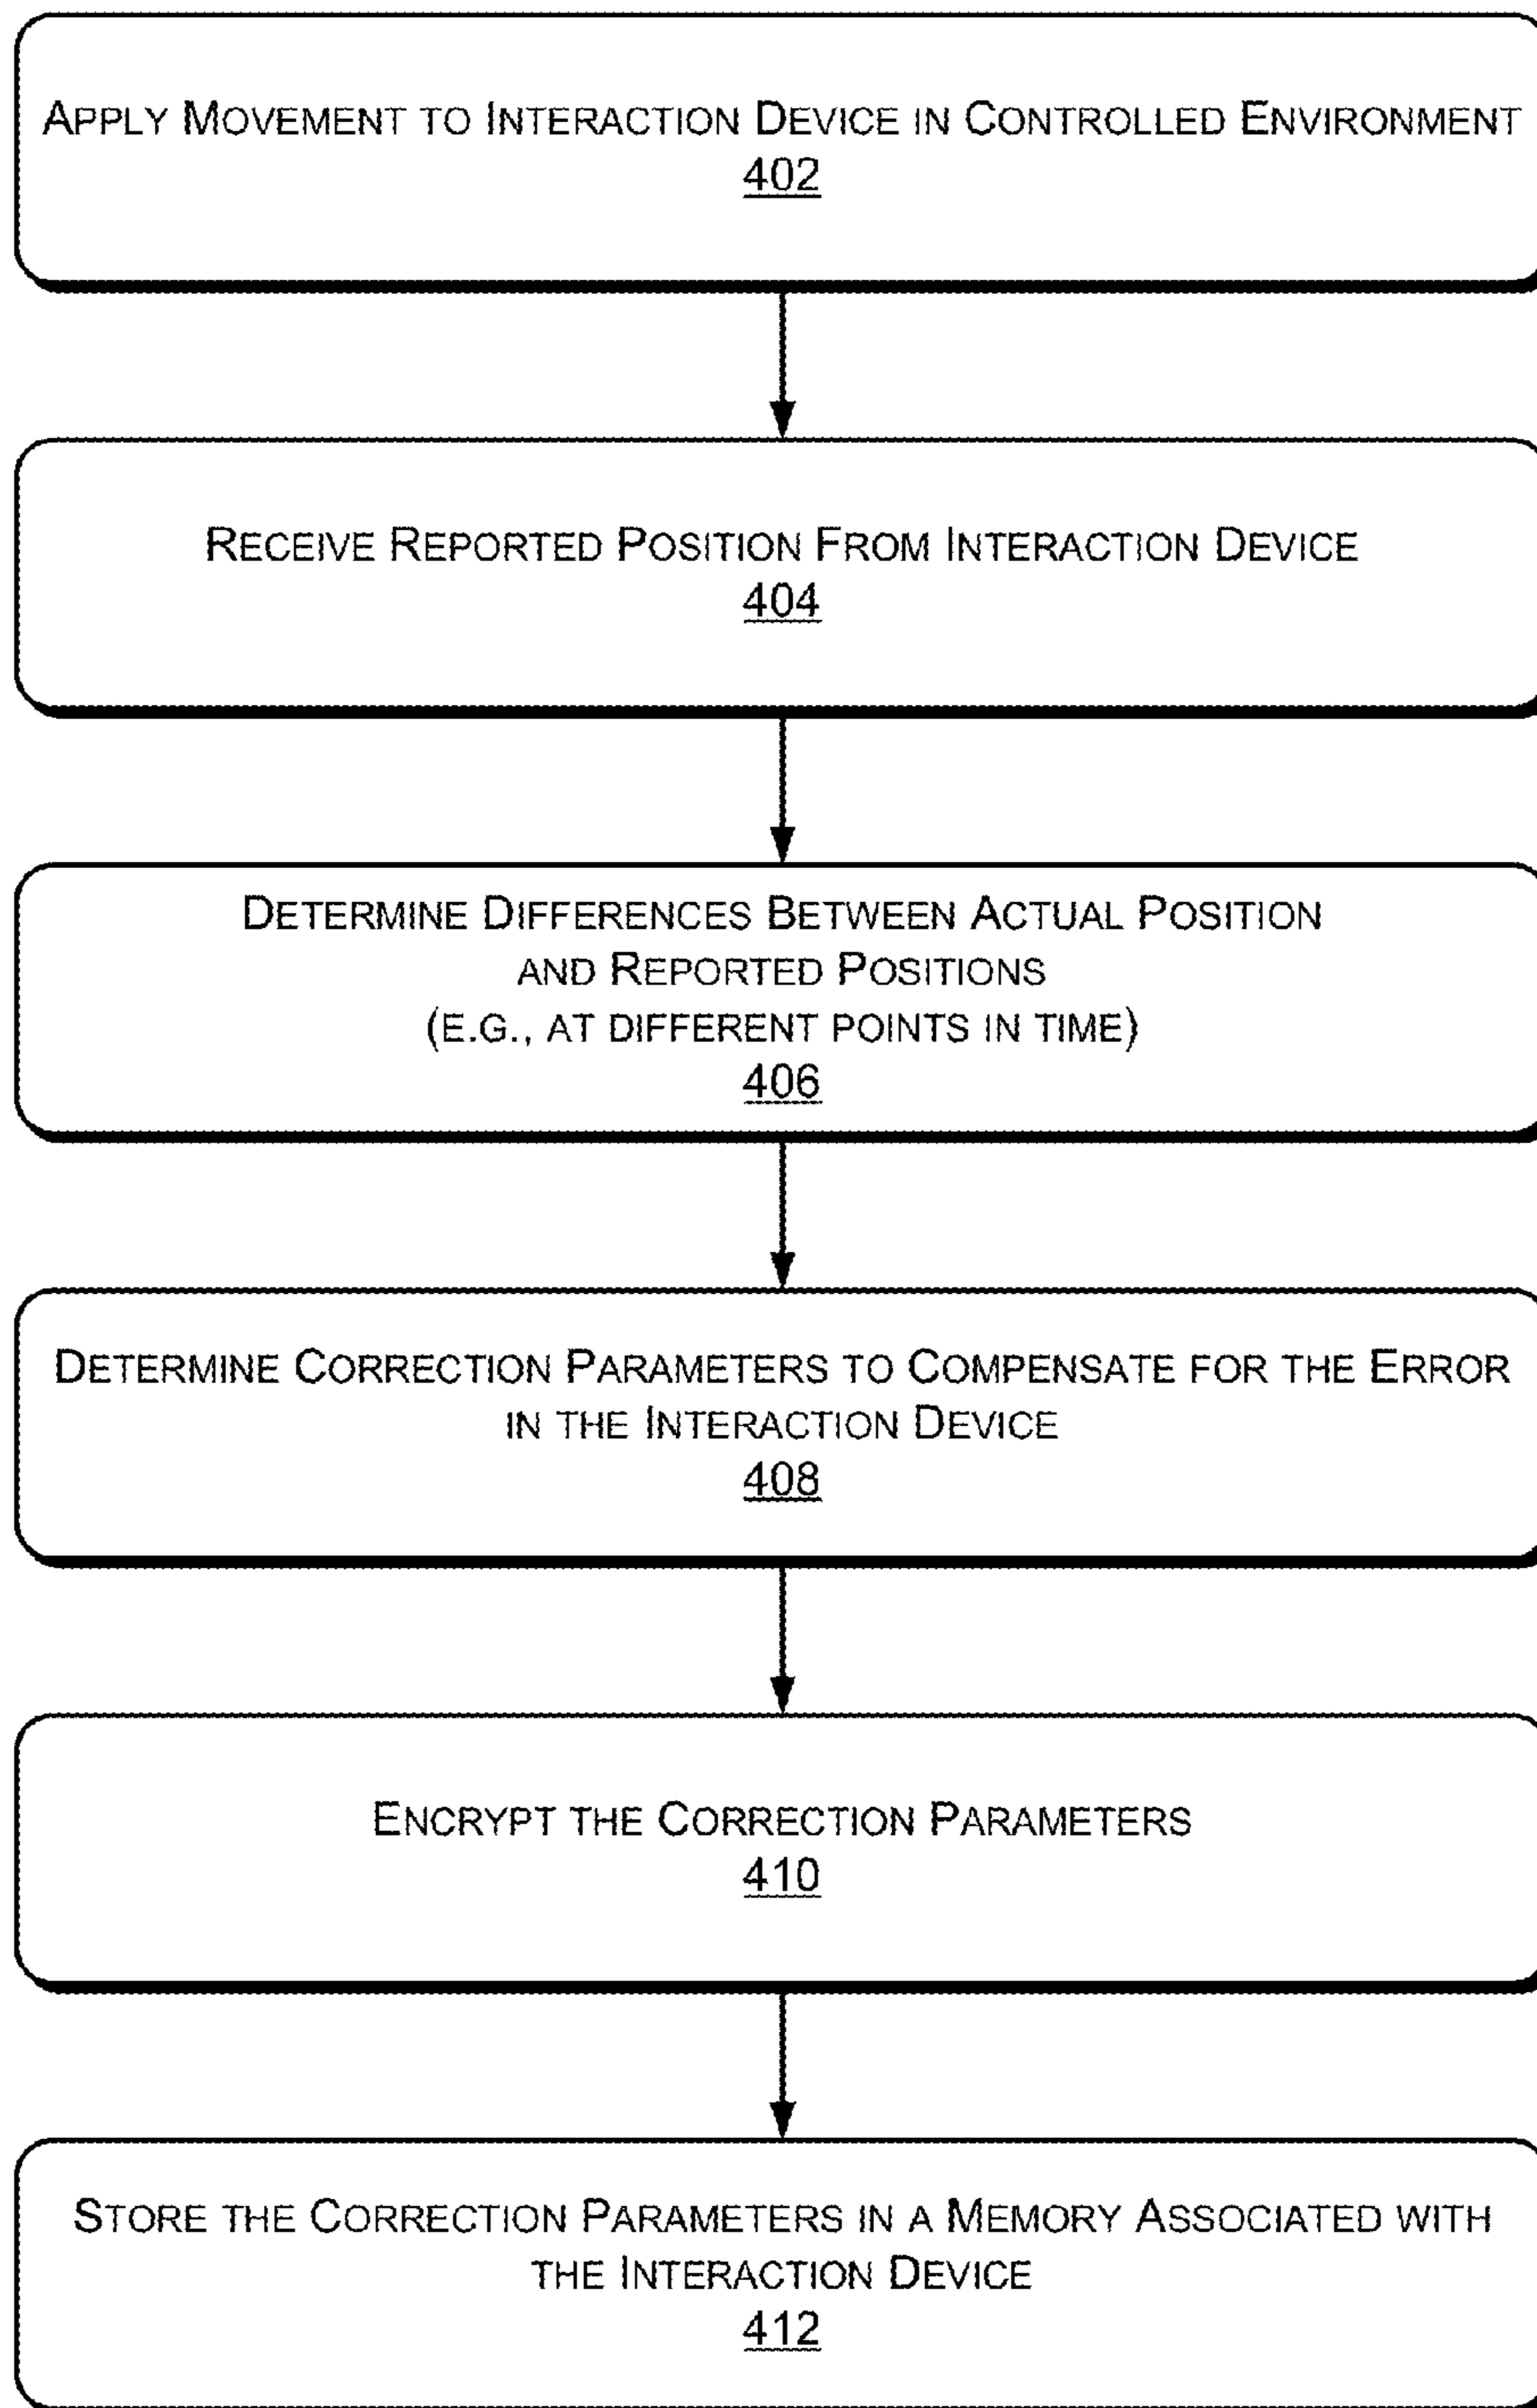 APPLY MOVEMENT TO INTERACTION DEVICE IN CONTROLLED ENVIRONMENT
402
RECEIVE REPORTED POSITION FROM INTERACTION DEVICE
404
DETERMINE DIFFERENCES BETWEEN ACTUAL POSITION
AND REPORTED POSITIONS
(E.G., AT DIFFERENT POINTS IN TIME)
406
DETERMINE CORRECTION PARAMETERS TO COMPENSATE FOR THE ERROR
IN THE INTERACTION DEVICE
408
ENCRYPT THE CORRECTION PARAMETERS
410
STORE THE CORRECTION PARAMETERS IN A MEMORY ASSOCIATED WITH
THE INTERACTION DEVICE
412